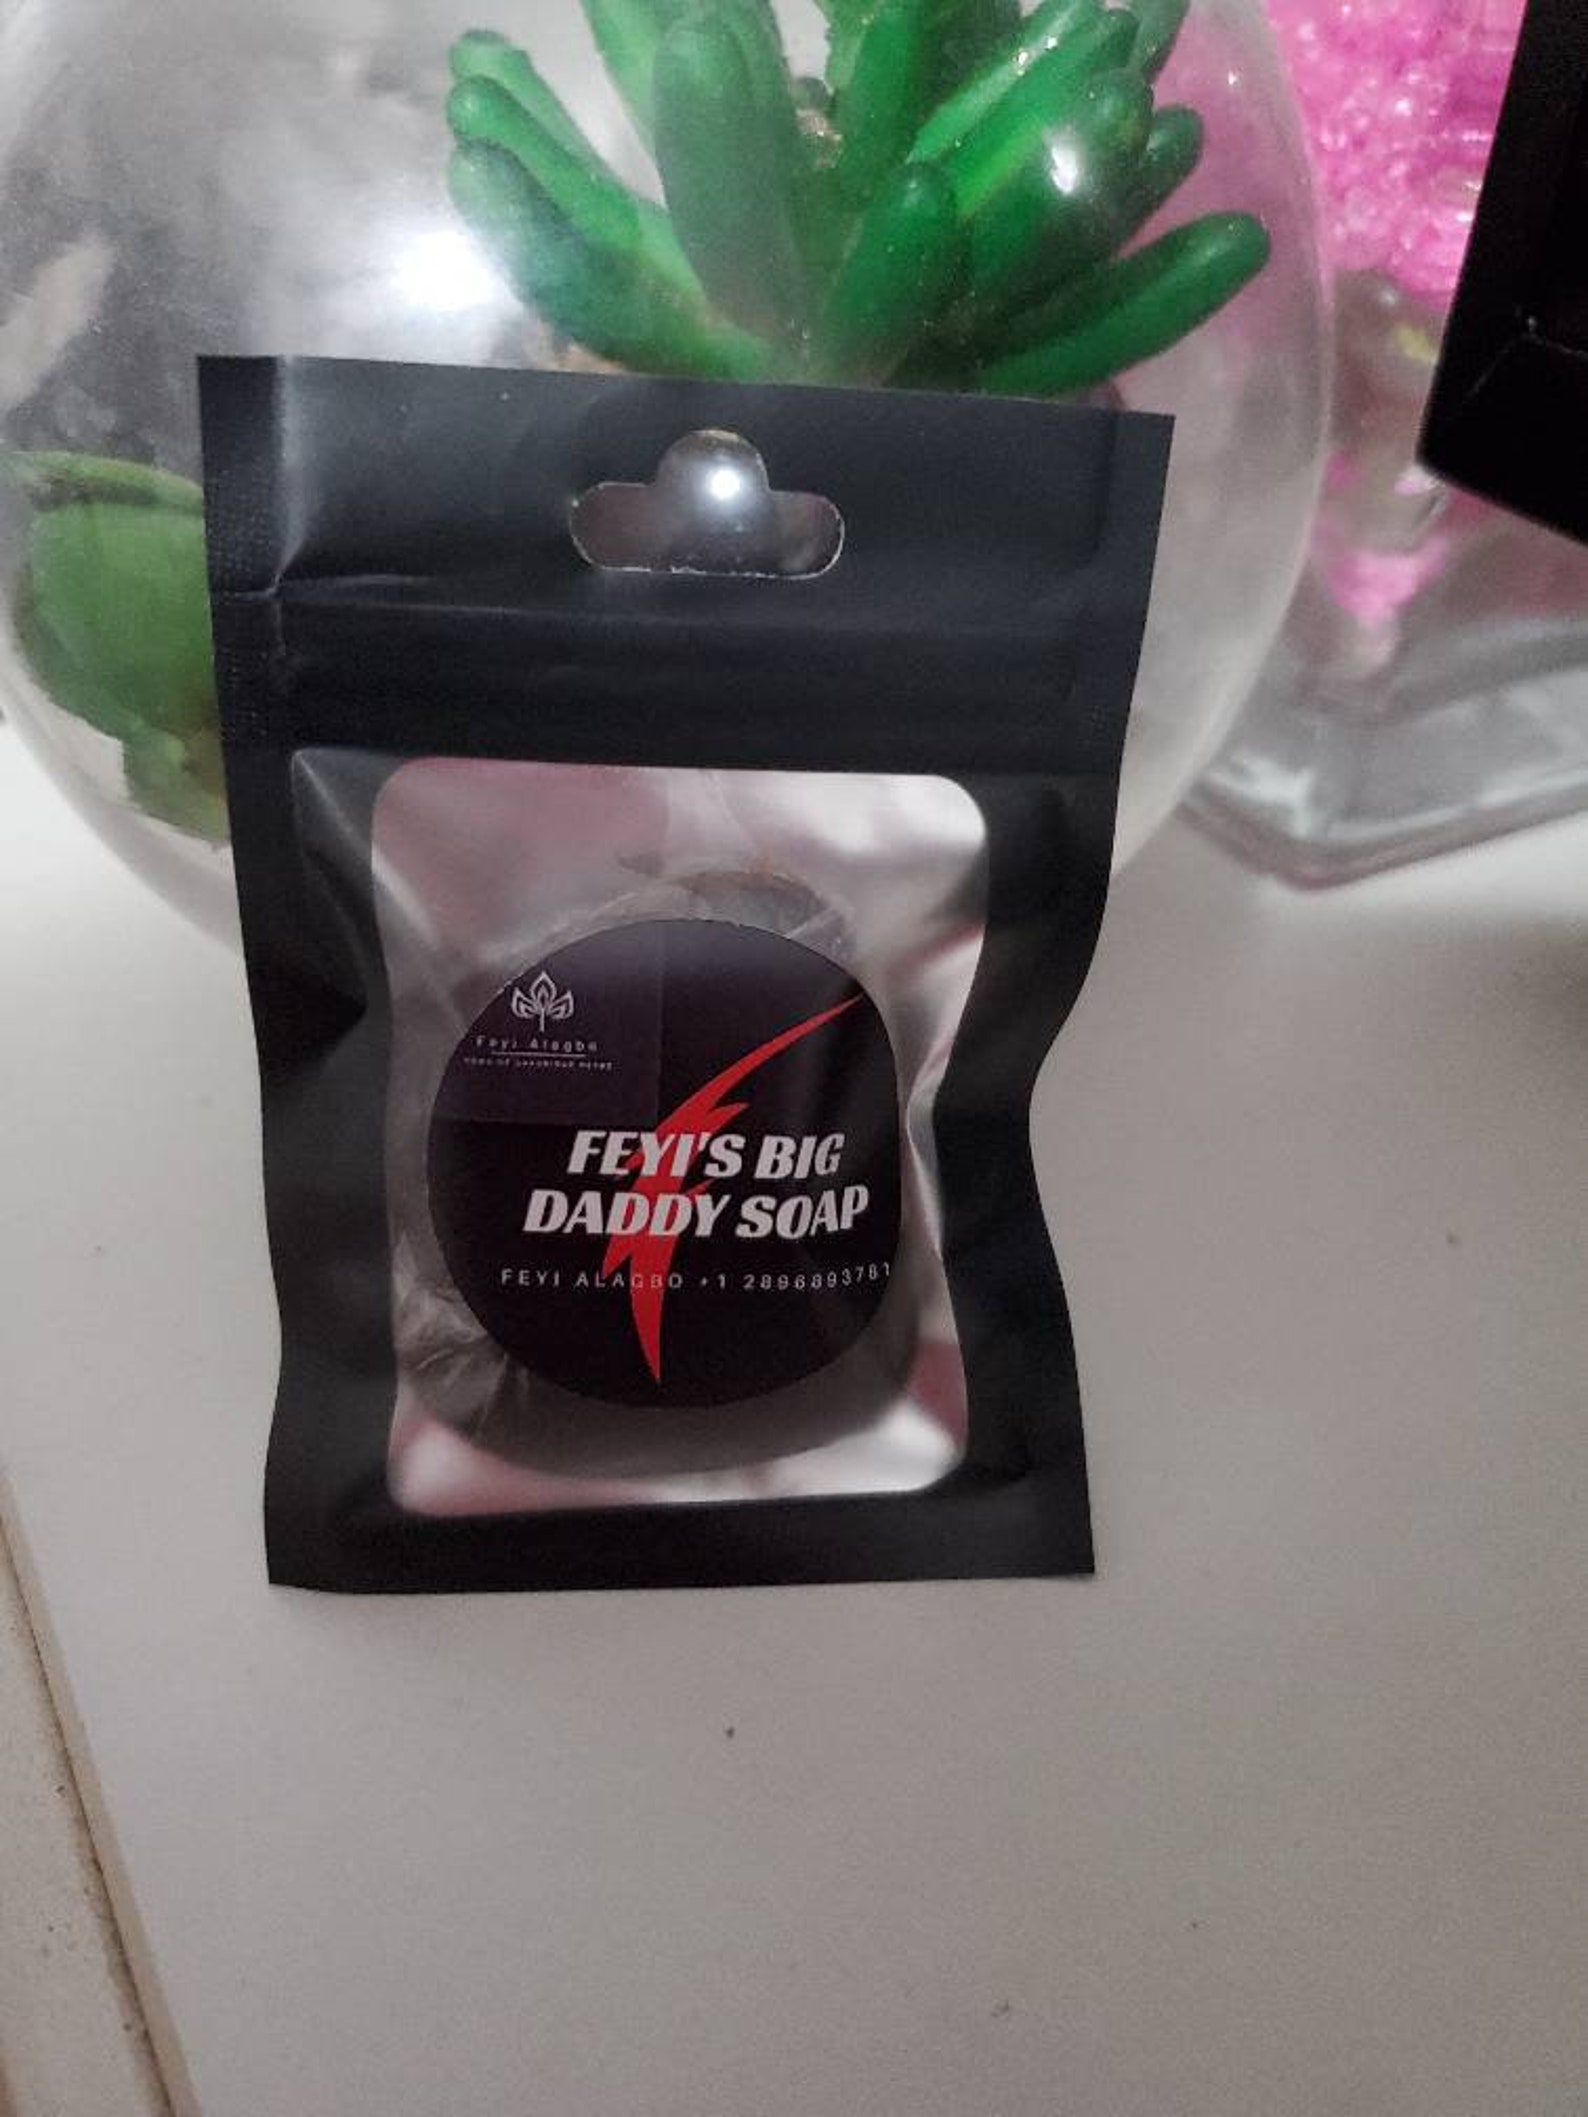 Feyi Alagbo
FEYI'S BIG
DADDY SOAP
FEYI ALAGBO +1 2896893781